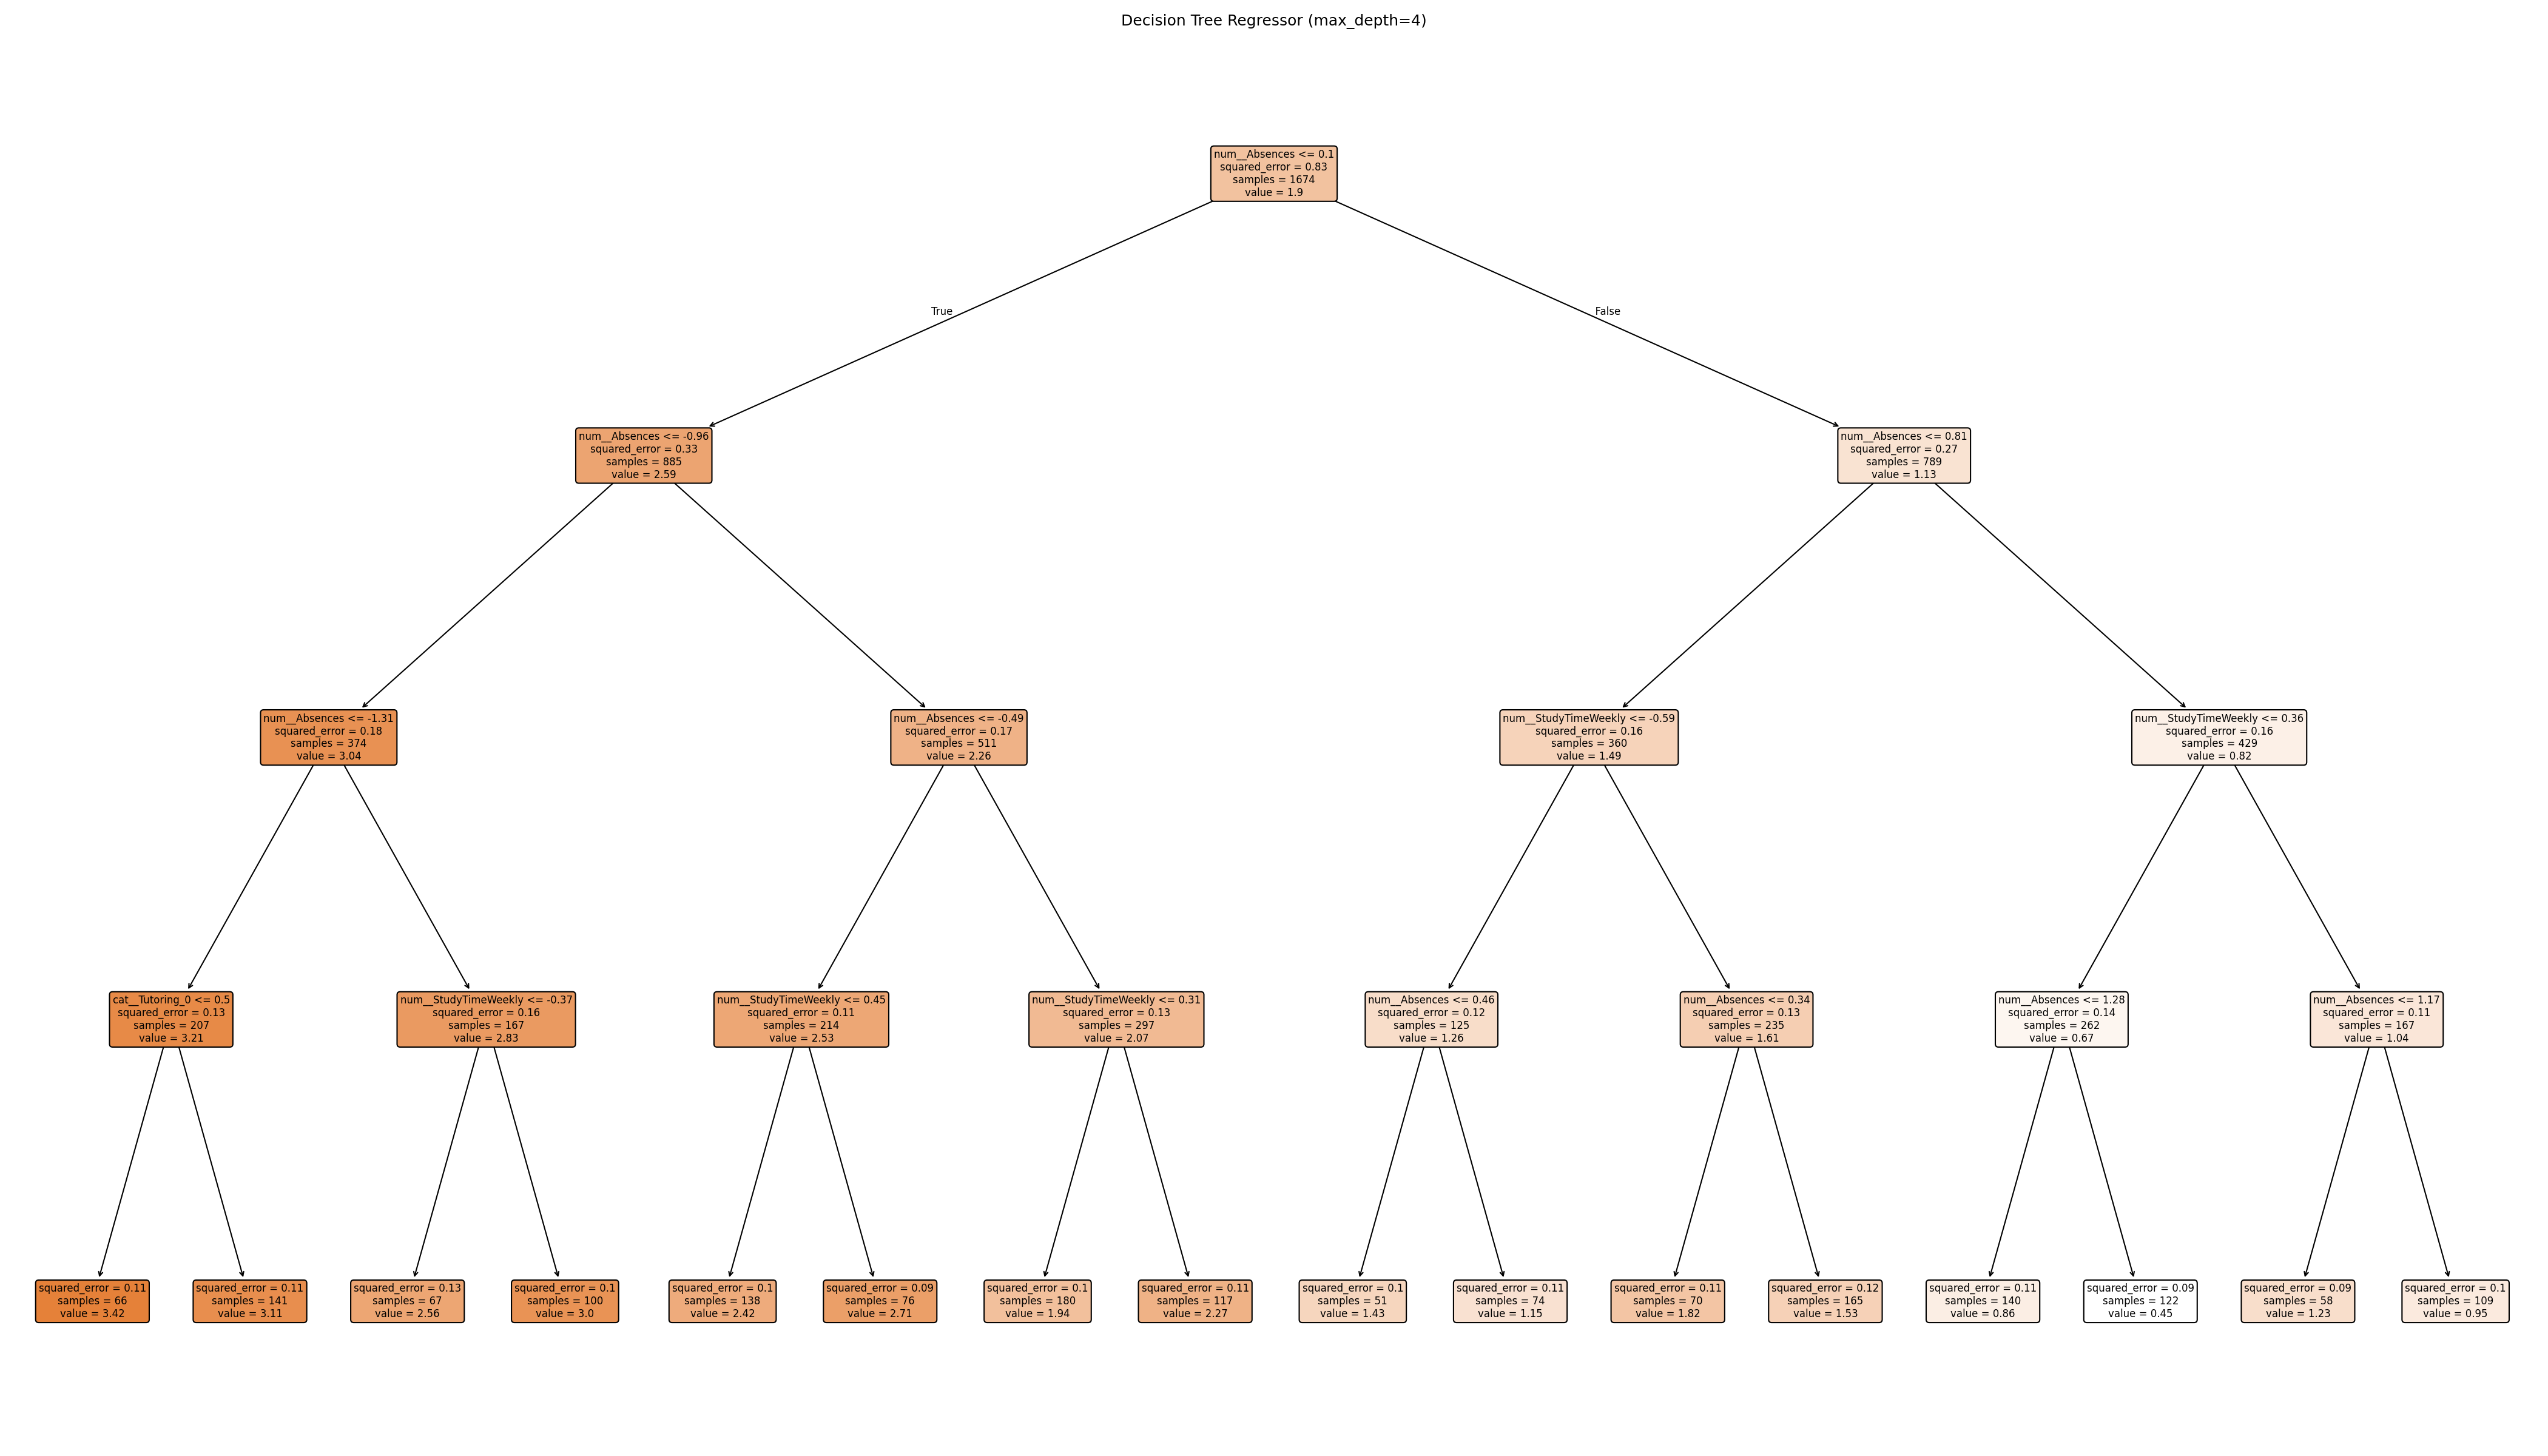 Decision Tree Regressor (max_depth=4)
num__Absences <= 0.1
squared_error = 0.83
samples = 1674
value = 1.9
True
False
num__Absences <= -0.96
squared_error = 0.33
samples = 885
value = 2.59
num__Absences <= 0.81
squared_error = 0.27
samples = 789
value = 1.13
num__Absences <= -1.31
squared_error = 0.18
samples = 374
value = 3.04
num__Absences <= -0.49
squared_error = 0.17
samples = 511
value = 2.26
num__StudyTimeWeekly <= -0.59
squared_error = 0.16
samples = 360
value = 1.49
num__StudyTimeWeekly <= 0.36
squared_error = 0.16
samples = 429
value = 0.82
cat__Tutoring_0 <= 0.5
squared_error = 0.13
samples = 207
value = 3.21
num__StudyTimeWeekly <= -0.37
squared_error = 0.16
samples = 167
value = 2.83
num__StudyTimeWeekly <= 0.45
squared_error = 0.11
samples = 214
value = 2.53
num__StudyTimeWeekly <= 0.31
squared_error = 0.13
samples = 297
value = 2.07
num__Absences <= 0.46
squared_error = 0.12
samples = 125
value = 1.26
num__Absences <= 0.34
squared_error = 0.13
samples = 235
value = 1.61
num__Absences <= 1.28
squared_error = 0.14
samples = 262
value = 0.67
num__Absences <= 1.17
squared_error = 0.11
samples = 167
value = 1.04
squared_error = 0.11
samples = 66
value = 3.42
squared_error = 0.11
samples = 141
value = 3.11
squared_error = 0.13
samples = 67
value = 2.56
squared_error = 0.1
samples = 100
value = 3.0
squared_error = 0.1
samples = 138
value = 2.42
squared_error = 0.09
samples = 76
value = 2.71
squared_error = 0.1
samples = 180
value = 1.94
squared_error = 0.11
samples = 117
value = 2.27
squared_error = 0.1
samples = 51
value = 1.43
squared_error = 0.11
samples = 74
value = 1.15
squared_error = 0.11
samples = 70
value = 1.82
squared_error = 0.12
samples = 165
value = 1.53
squared_error = 0.11
samples = 140
value = 0.86
squared_error = 0.09
samples = 122
value = 0.45
squared_error = 0.09
samples = 58
value = 1.23
squared_error = 0.1
samples = 109
value = 0.95